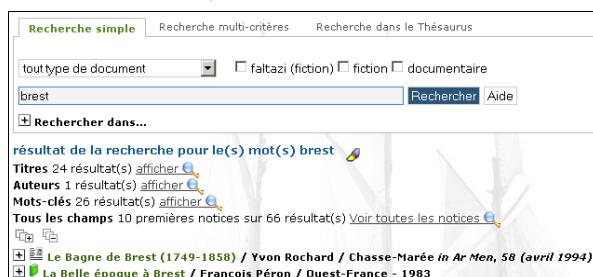 Recherche simple Recherche multi-critères Recherche dans le Thésaurus
tout type de document faltazi (fiction) fiction documentaire
brest Rechercher Aide
Rechercher dans...
résultat de la recherche pour le(s) mot(s) brest
Titres 24 résultat(s) afficher
Auteurs 1 résultat(s) afficher
Mots-clés 26 résultat(s) afficher
Tous les champs 10 premières notices sur 66 résultat(s) Voir toutes les notices
Le Bagne de Brest (1749-1858) / Yvon Rochard / Chasse-Marée in Ar Men, 58 (avril 1994)
La Belle époque à Brest / François Péron / Ouest-France - 1983